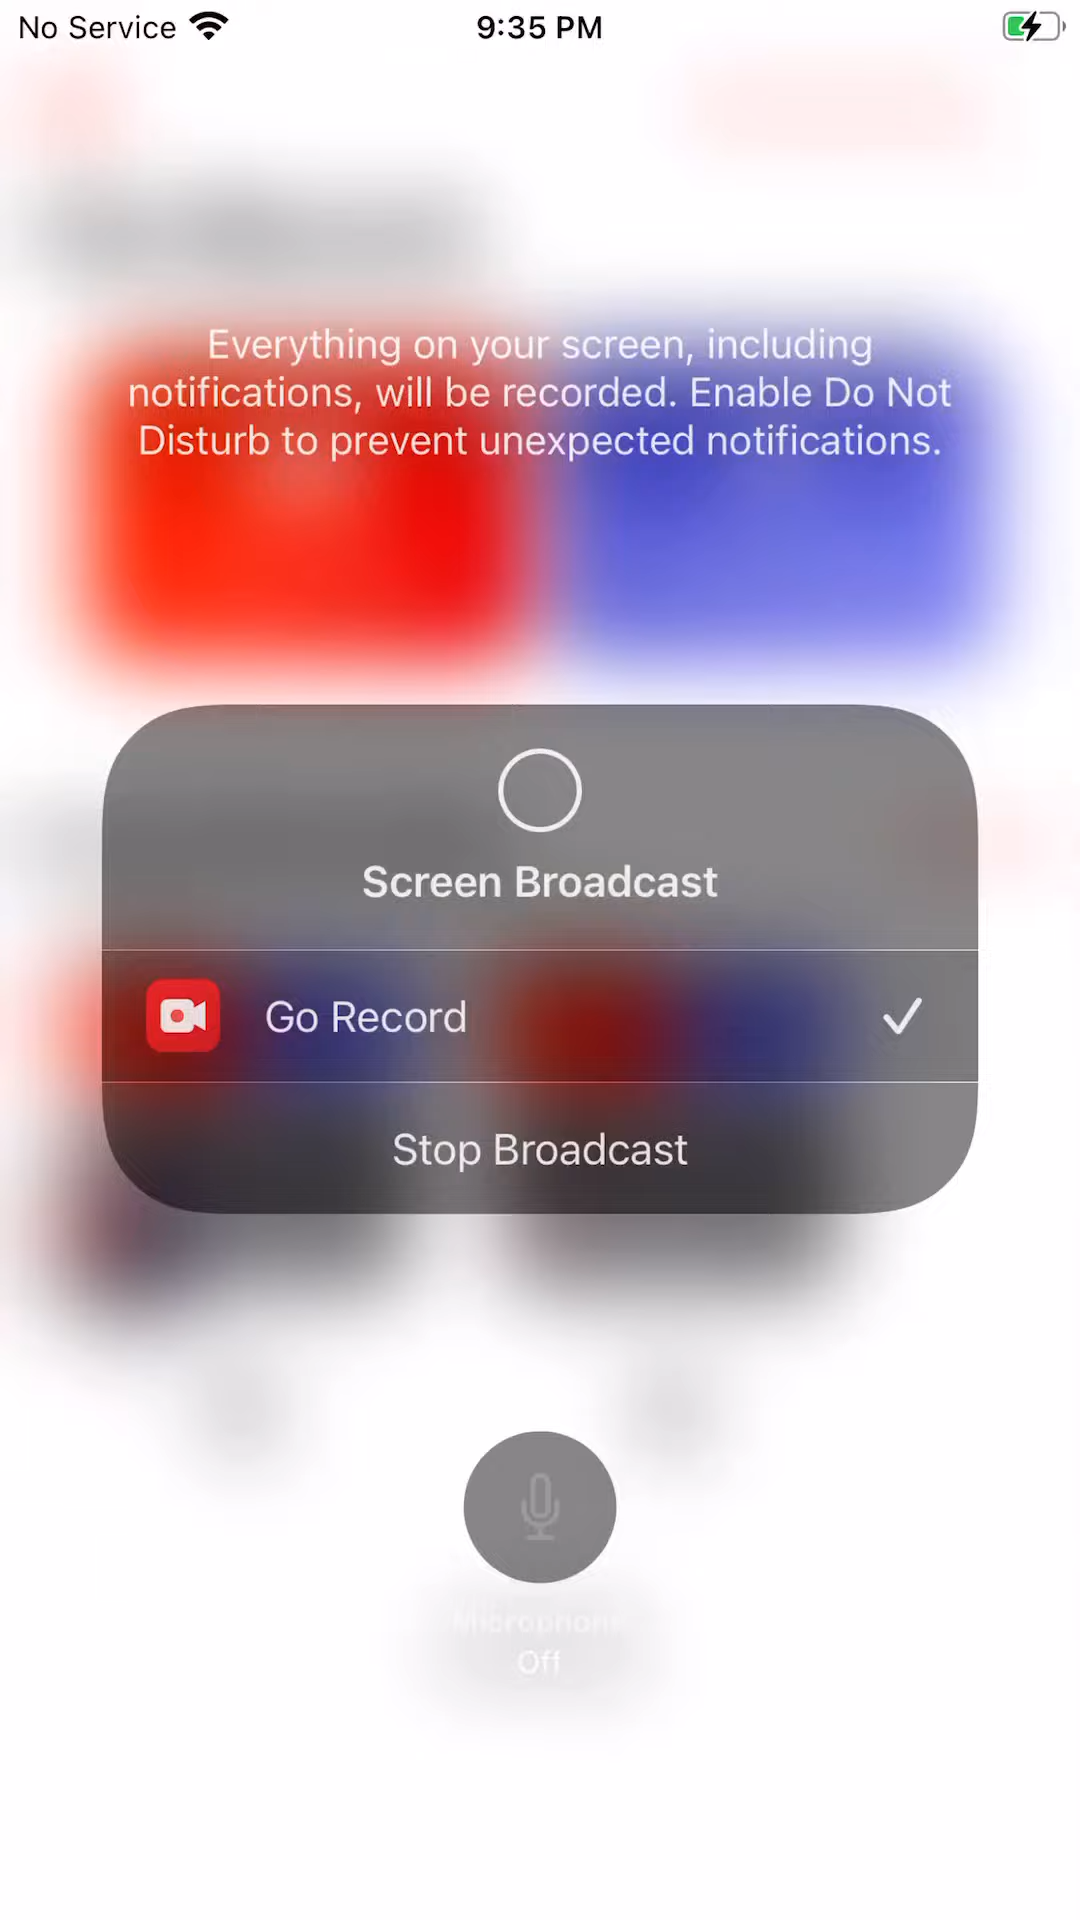 No Service
9:35 PM
Everything on your screen, including
notifications, will be recorded. Enable Do Not
Disturb to prevent unexpected notifications.
Screen Broadcast
Go Record
Stop Broadcast
Microphone
Off